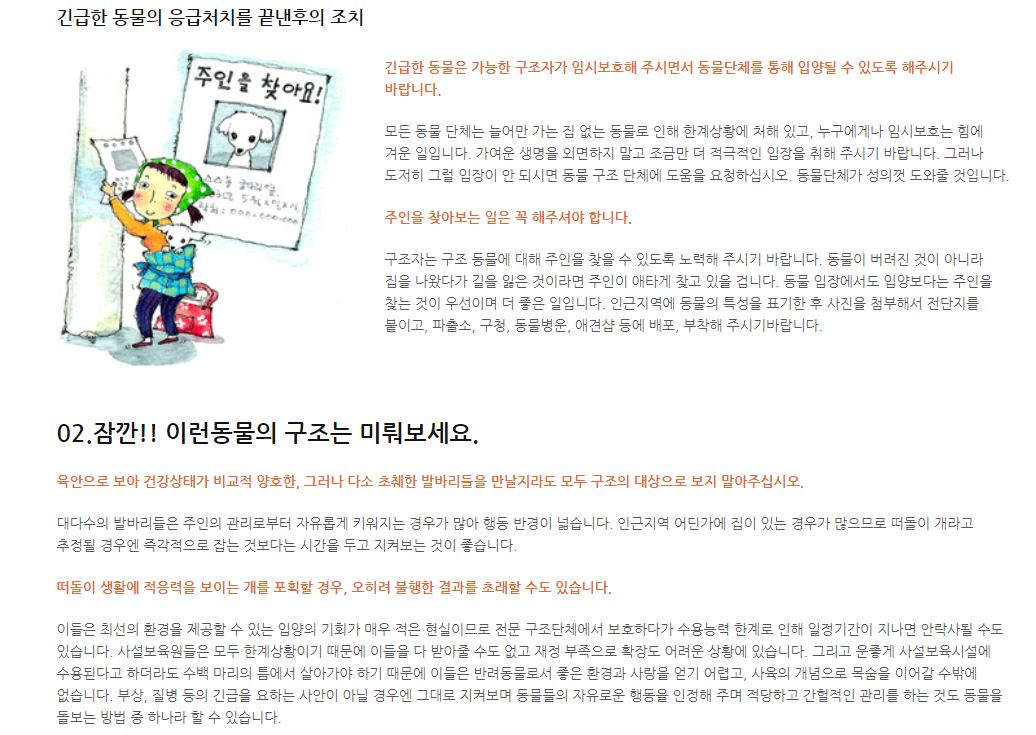 긴급한 동물의 응급처치를 끝낸후의 조치
주인을 찾아요!
긴급한 동물은 가능한 구조자가 임시보호해 주시면서 동물단체를 통해 입양될 수 있도록 해주시기
바랍니다.
모든 동물 단체는 늘어만 가는 집 없는 동물로 인해 한계상황에 처해 있고, 누구에게나 임시보호는 힘에
겨운 일입니다. 가여운 생명을 외면하지 말고 조금만 더 적극적인 입장을 취해 주시기 바랍니다. 그러나
도저히 그럴 입장이 안 되시면 동물 구조 단체에 도움을 요청하십시오. 동물단체가 성의껏 도와줄 것입니다.
주인을 찾아보는 일은 꼭 해주셔야 합니다.
구조자는 구조 동물에 대해 주인을 찾을 수 있도록 노력해 주시기 바랍니다. 동물이 버려진 것이 아니라
집을 나왔다가 길을 잃은 것이라면 주인이 애타게 찾고 있을 겁니다. 동물 입장에서도 입양보다는 주인을
찾는 것이 우선이며 더 좋은 일입니다. 인근지역에 동물의 특성을 표기한 후 사진을 첨부해서 전단지를
붙이고, 파출소, 구청, 동물병운, 애견샵 등에 배포, 부착해 주시기바랍니다.
02.잠깐!! 이런동물의 구조는 미뤄보세요.
육안으로 보아 건강상태가 비교적 양호한, 그러나 다소 초췌한 발바리들을 만날지라도 모두 구조의 대상으로 보지 말아주십시오.
대다수의 발바리들은 주인의 관리로부터 자유롭게 키워지는 경우가 많아 행동 반경이 넓습니다. 인근지역 어딘가에 집이 있는 경우가 많으므로 떠돌이 개라고
추정될 경우엔 즉각적으로 잡는 것보다는 시간을 두고 지켜보는 것이 좋습니다.
떠돌이 생활에 적응력을 보이는 개를 포획할 경우, 오히려 불행한 결과를 초래할 수도 있습니다.
이들은 최선의 환경을 제공할 수 있는 입양의 기회가 매우 적은 현실이므로 전문 구조단체에서 보호하다가 수용능력 한계로 인해 일정기간이 지나면 안락사될 수도
있습니다. 사설보육원들은 모두 한계상황이기 때문에 이들을 다 받아줄 수도 없고 재정 부족으로 확장도 어려운 상황에 있습니다. 그리고 운좋게 사설보육시설에
수용된다고 하더라도 수백 마리의 틈에서 살아가야 하기 때문에 이들은 반려동물로서 좋은 환경과 사랑을 얻기 어렵고, 사육의 개념으로 목숨을 이어갈 수밖에
없습니다. 부상, 질병 등의 긴급을 요하는 사안이 아닐 경우엔 그대로 지켜보며 동물들의 자유로운 행동을 인정해 주며 적당하고 간헐적인 관리를 하는 것도 동물을
돌보는 방법 중 하나라 할 수 있습니다.